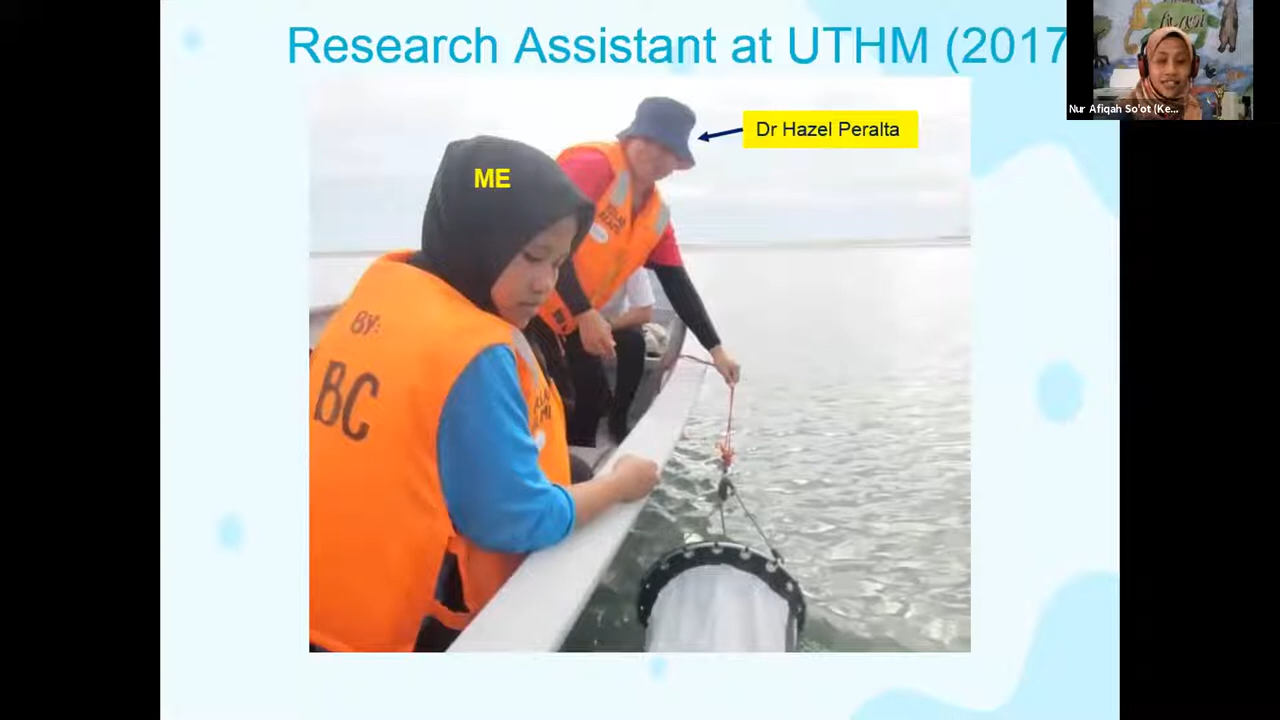 Research Assistant at UTHM (2017
Nur Afiqah So'ot (Ke...
Dr Hazel Peralta
ME
BY:
BC